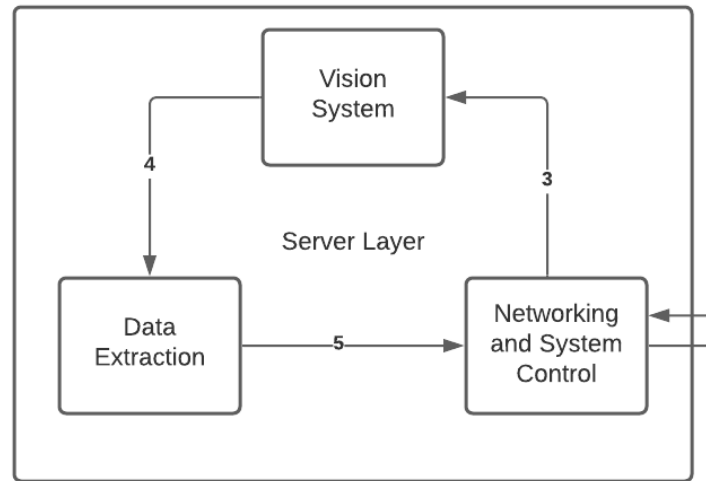 Vision
System
4
3
Server Layer
Data
Extraction
5
Networking
and System
Control